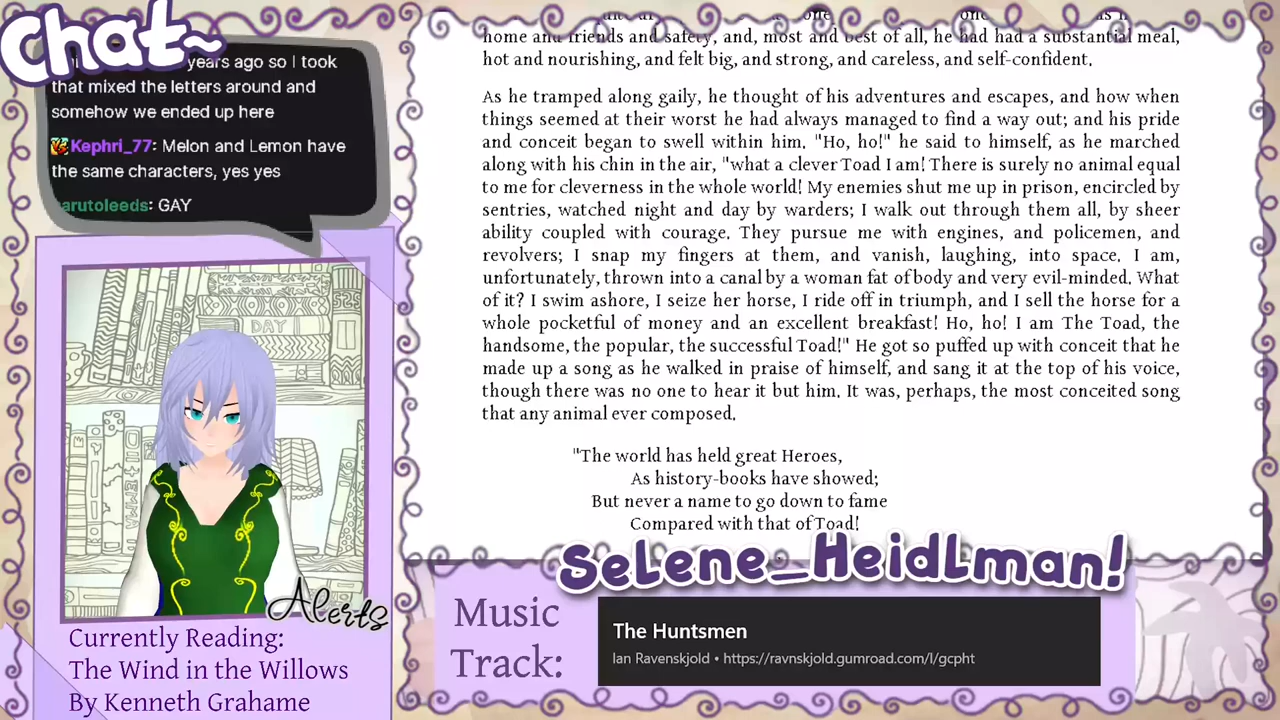 Chat~
years ago so I took
that mixed the letters around and
somehow we ended up here
Kephri_77: Melon and Lemon have
the same characters, yes yes
arutoleeds: GAY
DAY
Alerts
Currently Reading:
The Wind in the Willows
By Kenneth Grahame
home and friends and safety, and, most and best of all, he had had a substantial meal,
hot and nourishing, and felt big, and strong, and careless, and self-confident.
As he tramped along gaily, he thought of his adventures and escapes, and how when
things seemed at their worst he had always managed to find a way out; and his pride
and conceit began to swell within him. "Ho, ho!" he said to himself, as he marched
along with his chin in the air, "what a clever Toad I am! There is surely no animal equal
to me for cleverness in the whole world! My enemies shut me up in prison, encircled by
sentries, watched night and day by warders; I walk out through them all, by sheer
ability coupled with courage. They pursue me with engines, and policemen, and
revolvers; I snap my fingers at them, and vanish, laughing, into space. I am,
unfortunately, thrown into a canal by a woman fat of body and very evil-minded. What
of it? I swim ashore, I seize her horse, I ride off in triumph, and I sell the horse for a
whole pocketful of money and an excellent breakfast! Ho, ho! I am The Toad, the
handsome, the popular, the successful Toad!" He got so puffed up with conceit that he
made up a song as he walked in praise of himself, and sang it at the top of his voice,
though there was no one to hear it but him. It was, perhaps, the most conceited song
that any animal ever composed.
"The world has held great Heroes,
As history-books have showed;
But never a name to go down to fame
Compared with that of Toad!
Selene_Heidlman!
Music
Track:
The Huntsmen
Ian Ravenskjold • https://ravnskjold.gumroad.com/l/gcpht